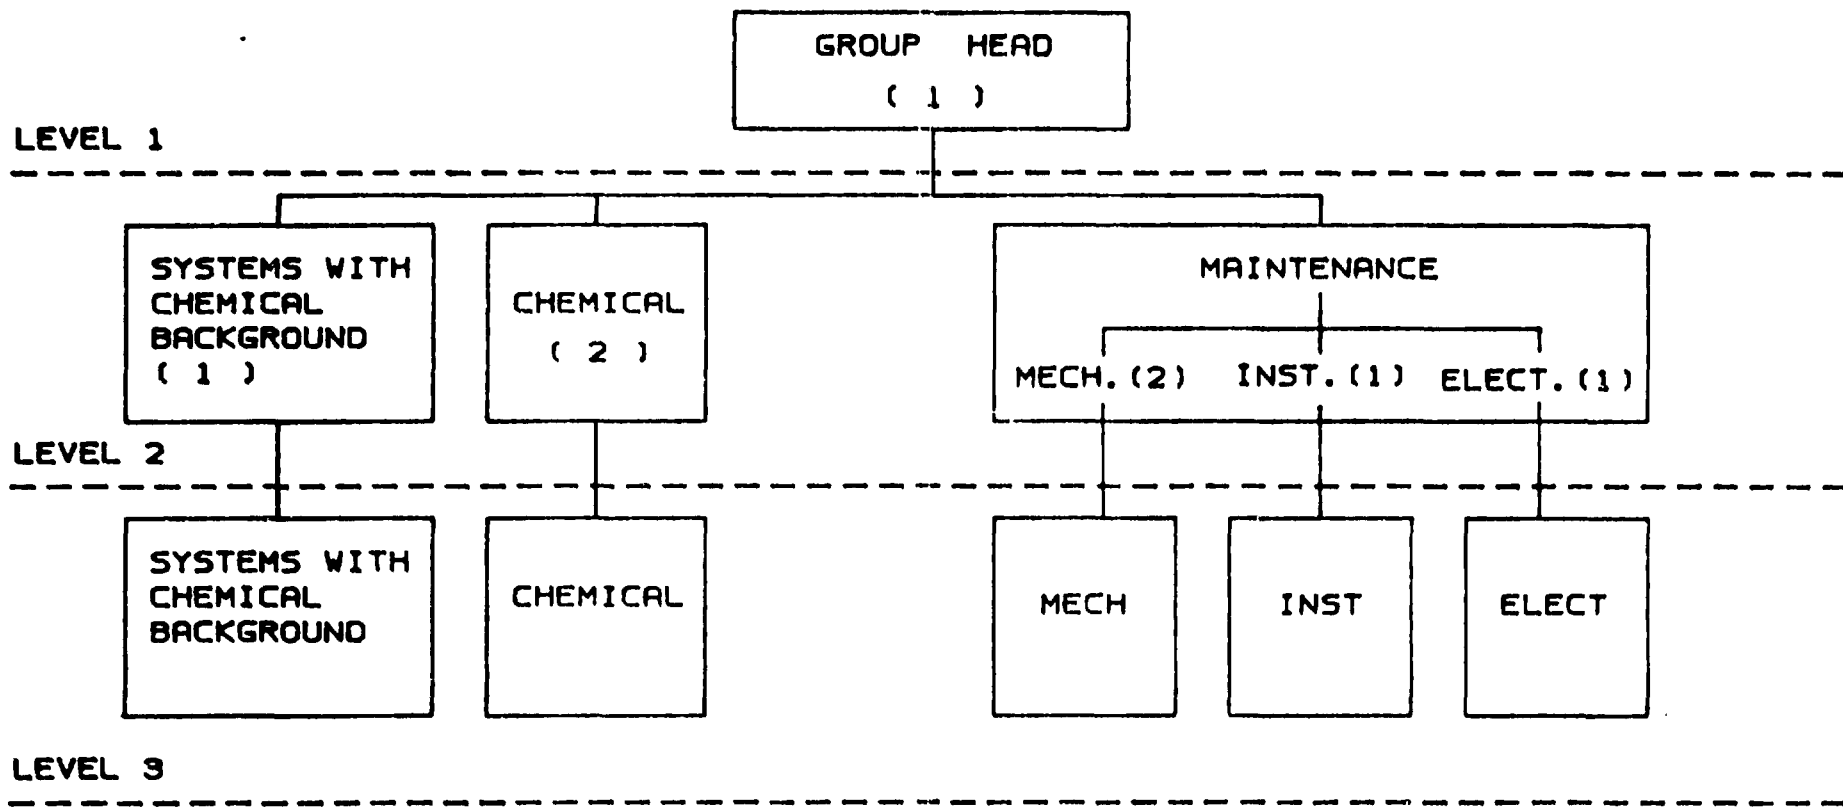 GROUP HEAD
( 1 )
LEVEL 1
SYSTEMS WITH
CHEMICAL
BACKGROUND
( 1 )
CHEMICAL
( 2 )
MAINTENANCE
MECH. (2)
INST. (1)
ELECT. (1)
LEVEL 2
SYSTEMS WITH
CHEMICAL
BACKGROUND
CHEMICAL
MECH
INST
ELECT
LEVEL 3